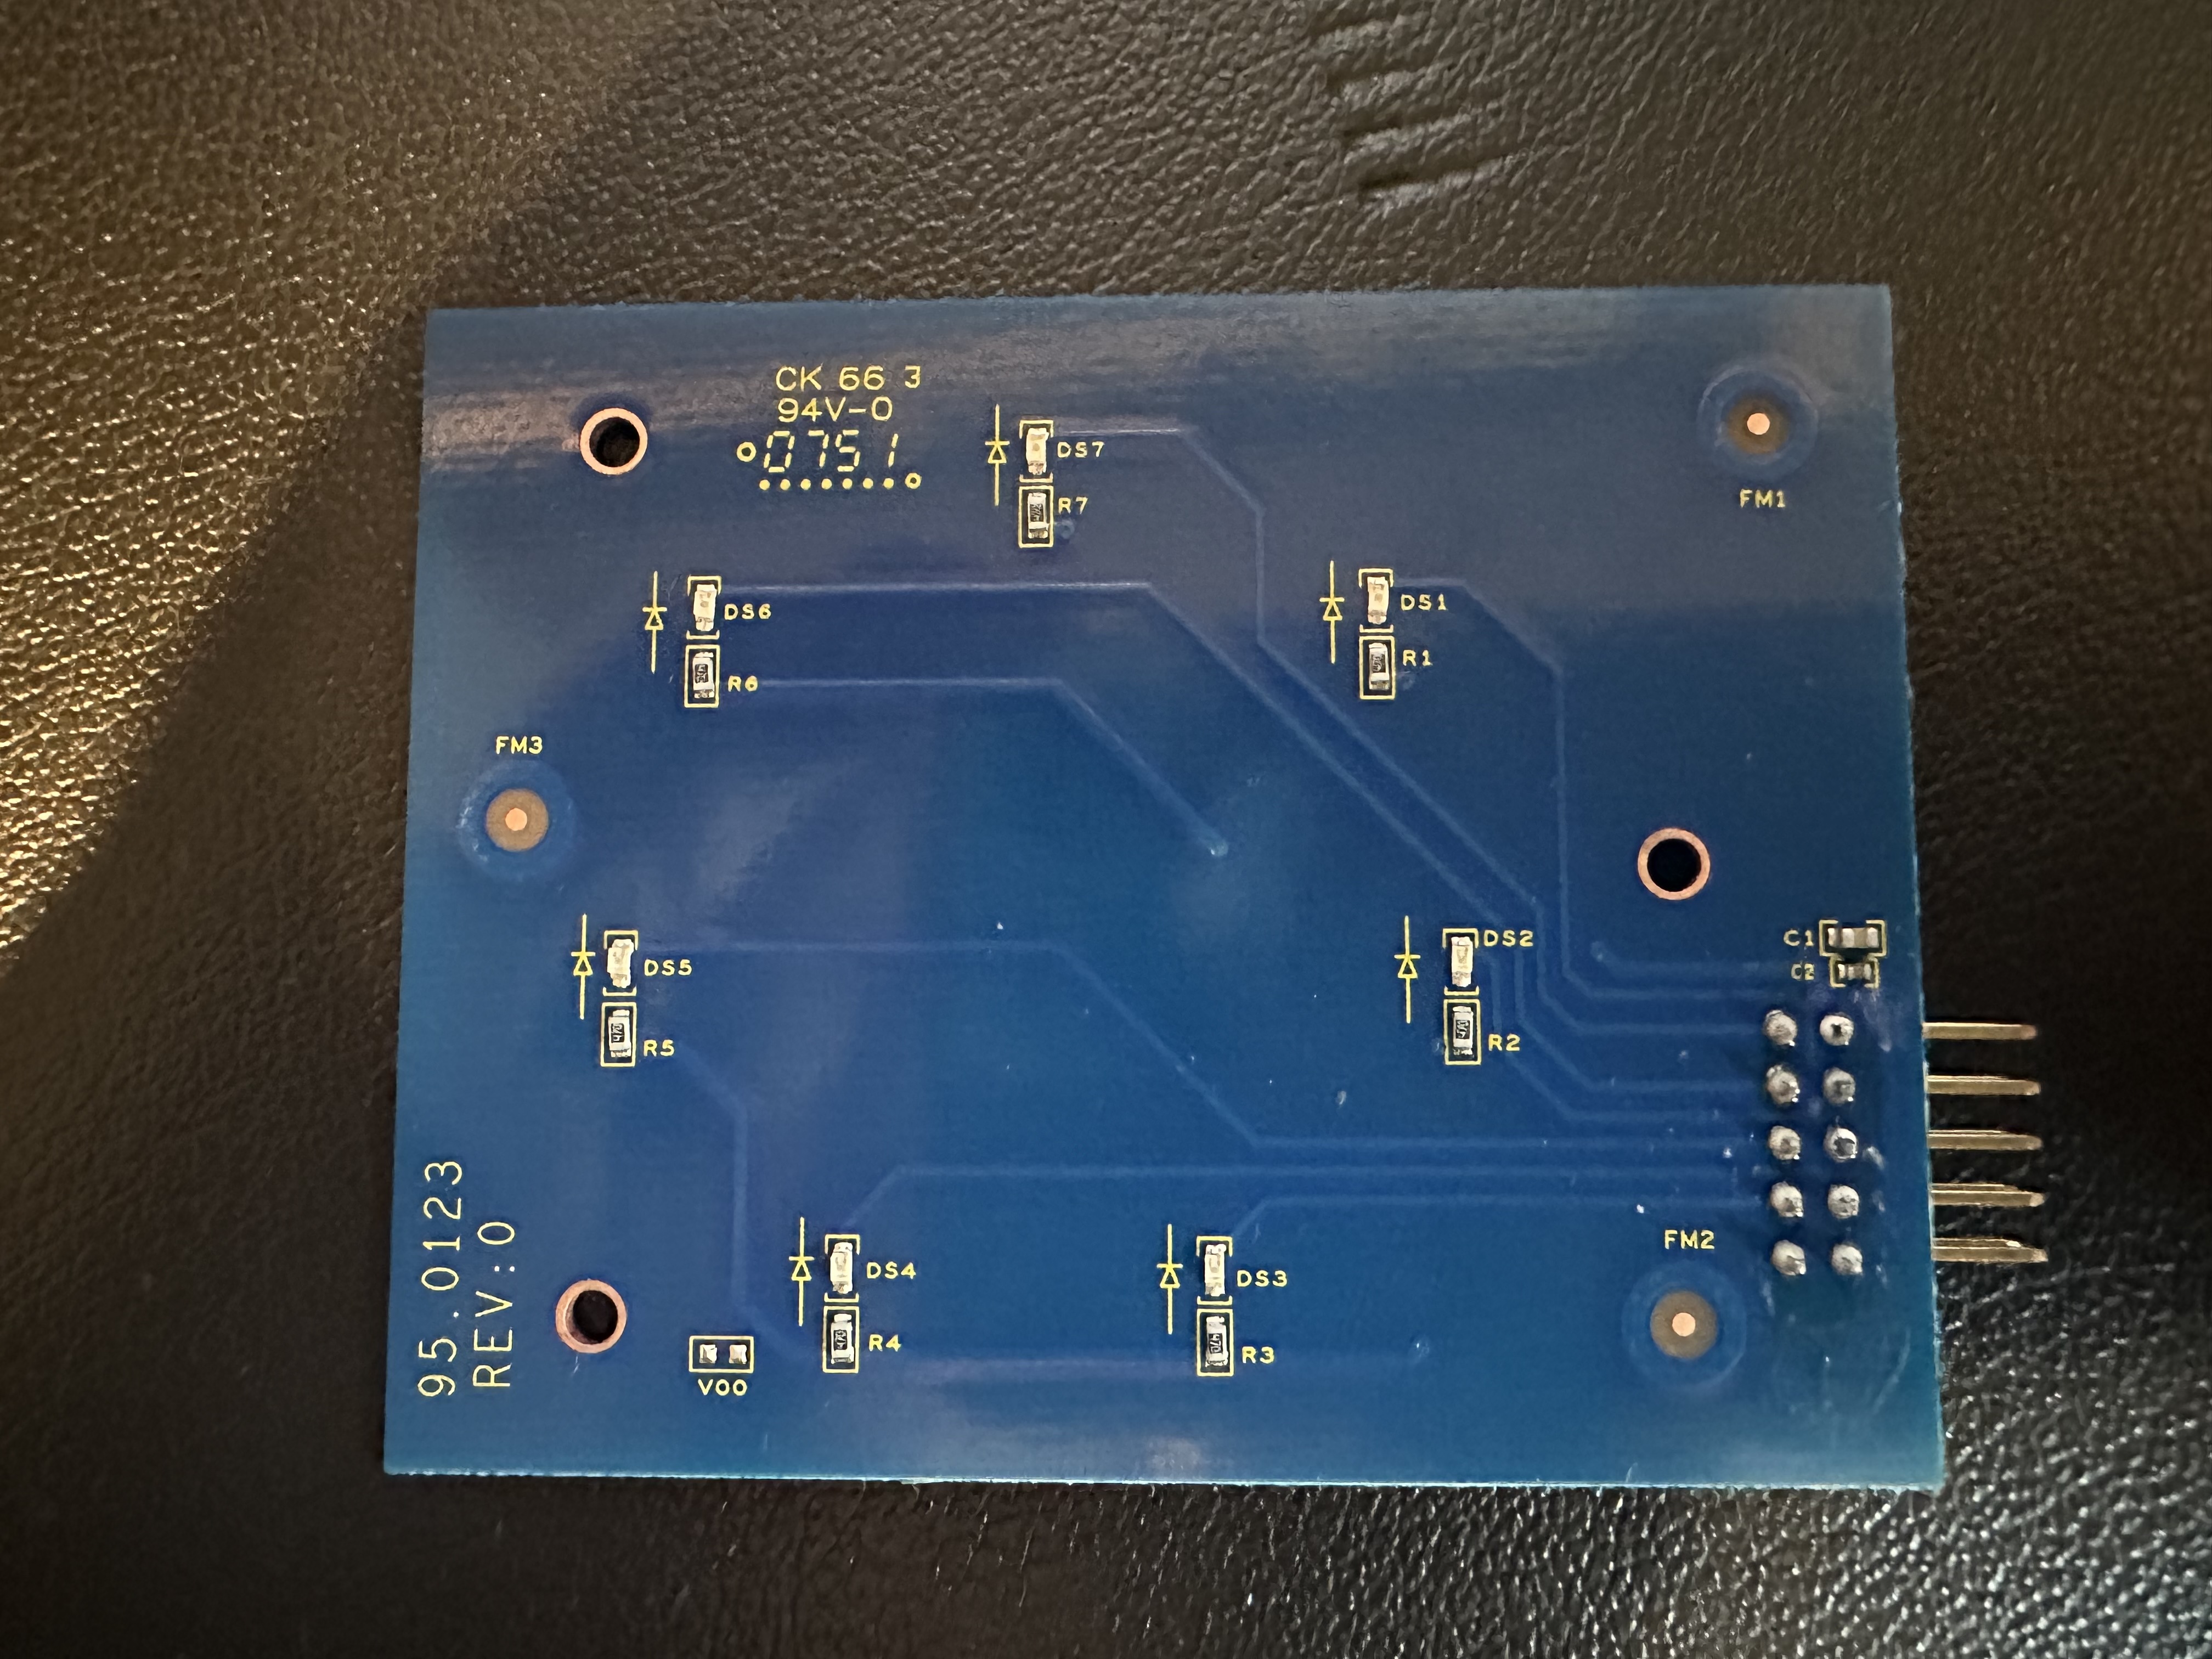 CK 66 3
94V-0
0751
DS7
R7
FM1
DS6
R6
DS1
R1
FM3
DS5
R5
DS2
R2
C1
C2
95.0123
REV:0
DS4
R4
DS3
R3
FM2
V00